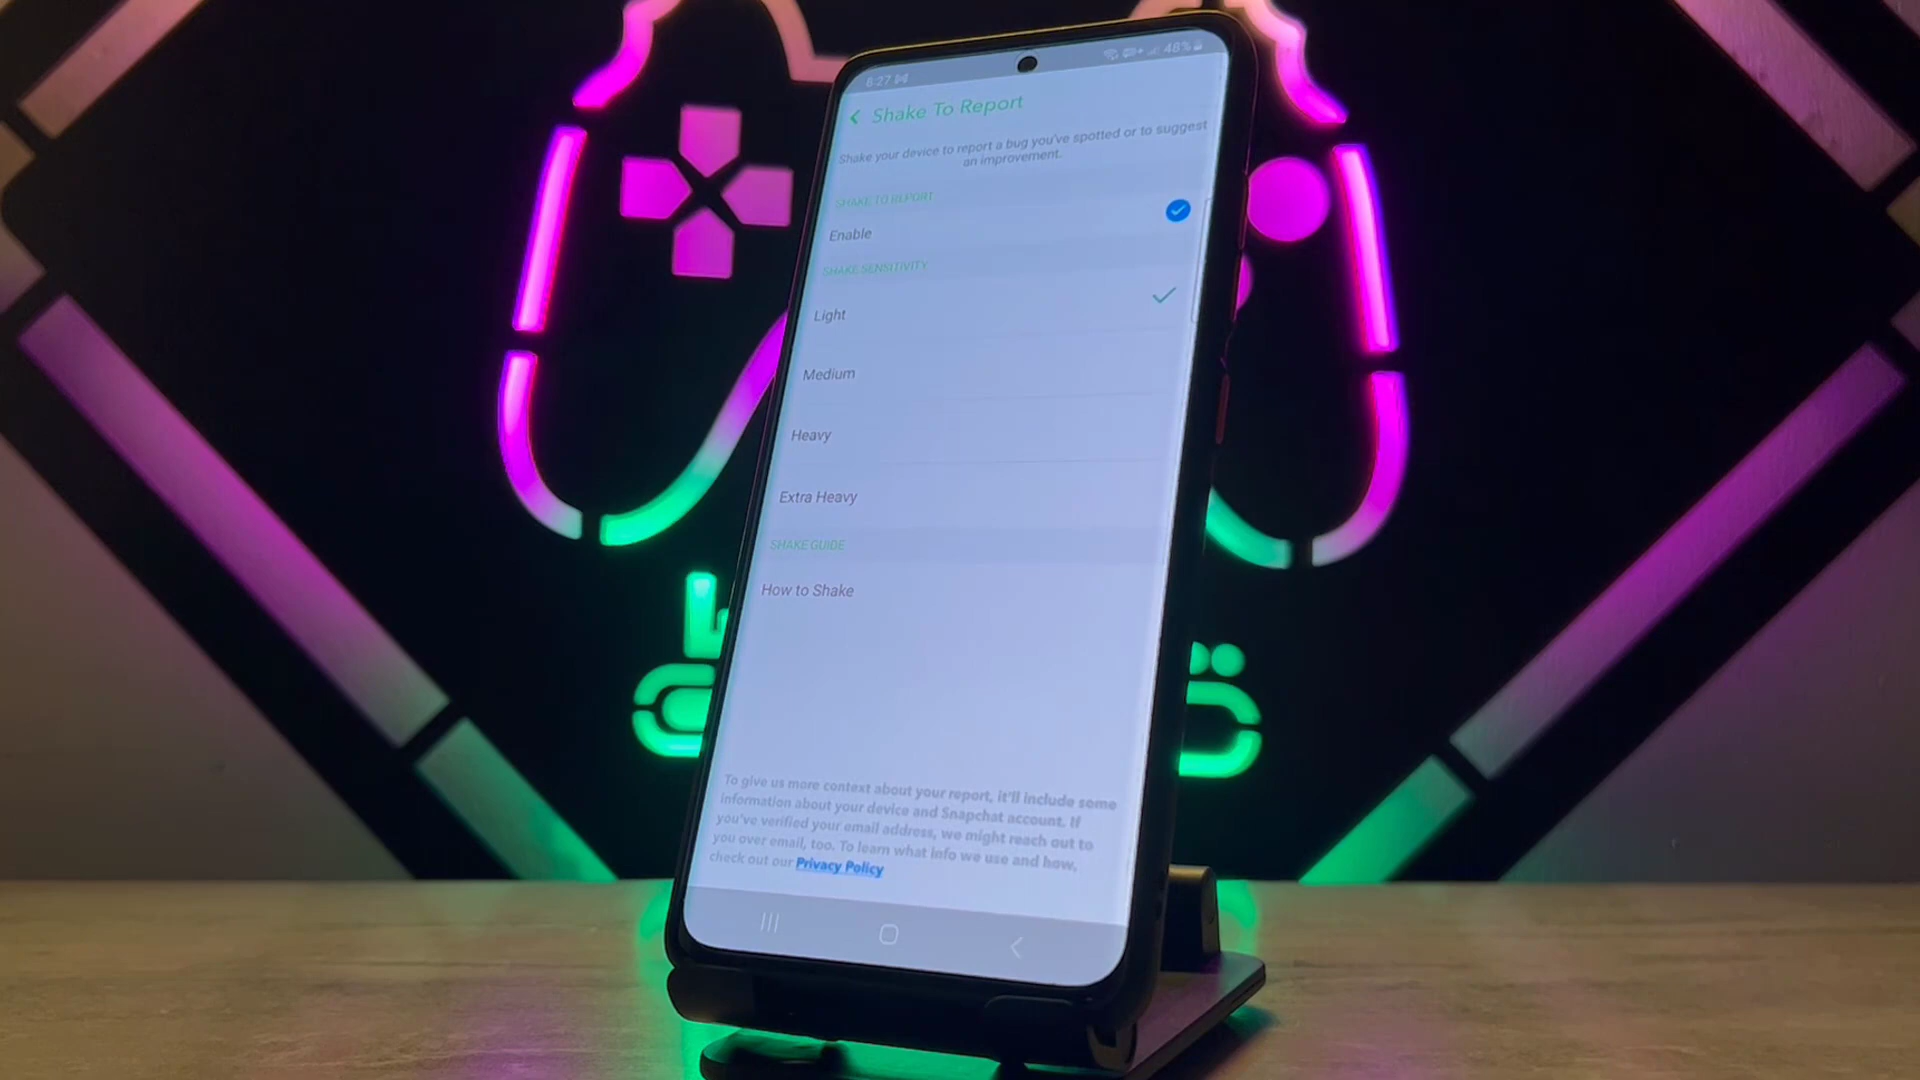 6:27
48%
Shake To Report
Shake your device to report a bug you've spotted or to suggest
an improvement.
SHAKE TO REPORT
Enable
SHAKE SENSITIVITY
Light
Medium
Heavy
Extra Heavy
SHAKE GUIDE
How to Shake
To give us more context about your report, it'll include some
information about your device and Snapchat account. If
you've verified your email address, we might reach out to
you over email, too. To learn what info we use and how,
check out our Privacy Policy